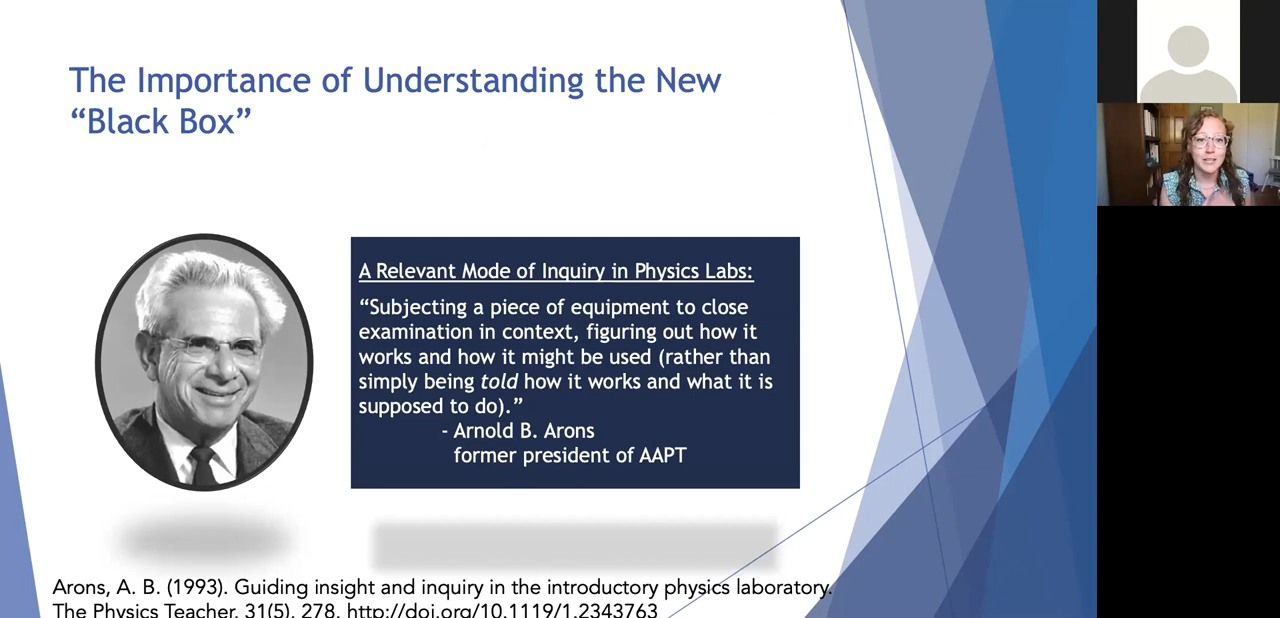 The Importance of Understanding the New
“Black Box”
A Relevant Mode of Inquiry in Physics Labs:
“Subjecting a piece of equipment to close
examination in context, figuring out how it
works and how it might be used (rather than
simply being told how it works and what it is
supposed to do).”
- Arnold B. Arons
former president of AAPT
Arons, A. B. (1993). Guiding insight and inquiry in the introductory physics laboratory.
The Physics Teacher, 31(5), 278. http://doi.org/10.1119/1.2343763